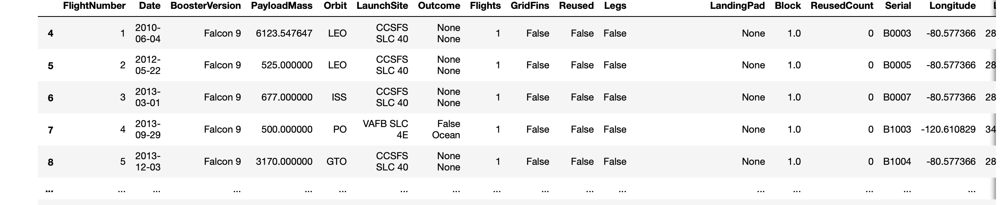 FlightNumber Date BoosterVersion PayloadMass Orbit LaunchSite Outcome Flights GridFins Reused Legs LandingPad Block ReusedCount Serial Longitude
4 1 2010-06-04 Falcon 9 6123.547647 LEO CCSFS SLC 40 None None 1 False False False None 1.0 0 B0003 -80.577366 28
5 2 2012-05-22 Falcon 9 525.000000 LEO CCSFS SLC 40 None None 1 False False False None 1.0 0 B0005 -80.577366 28
6 3 2013-03-01 Falcon 9 677.000000 ISS CCSFS SLC 40 None None 1 False False False None 1.0 0 B0007 -80.577366 28
7 4 2013-09-29 Falcon 9 500.000000 PO VAFB SLC 4E False Ocean 1 False False False None 1.0 0 B1003 -120.610829 34
8 5 2013-12-03 Falcon 9 3170.000000 GTO CCSFS SLC 40 None None 1 False False False None 1.0 0 B1004 -80.577366 28
... ... ... ... ... ... ... ... ... ... ... ... ... ... ... ... ...